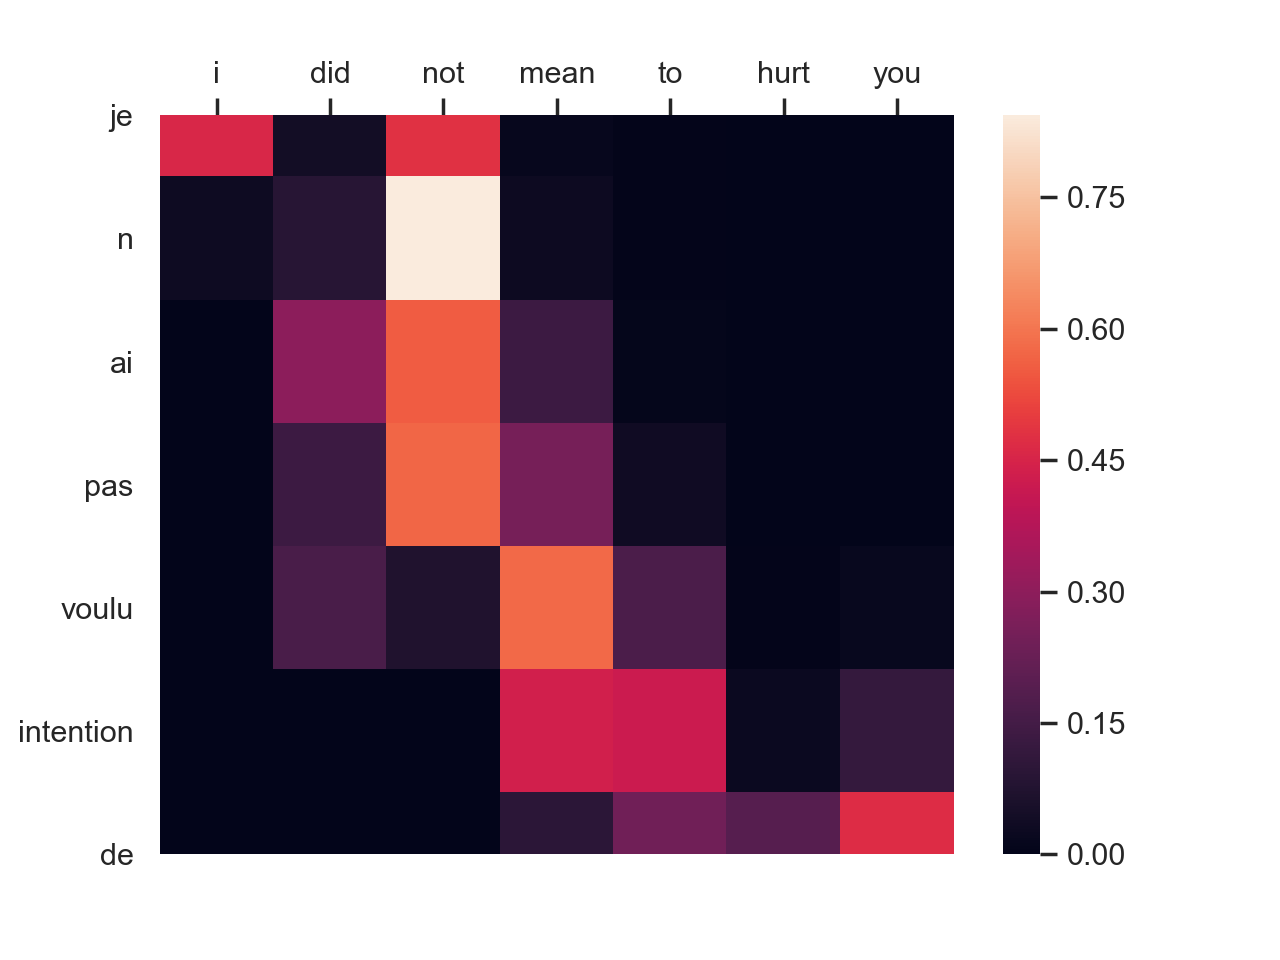 i did not mean to hurt you
je
n
ai
pas
voulu
intention
de
0.75
0.60
0.45
0.30
0.15
0.00